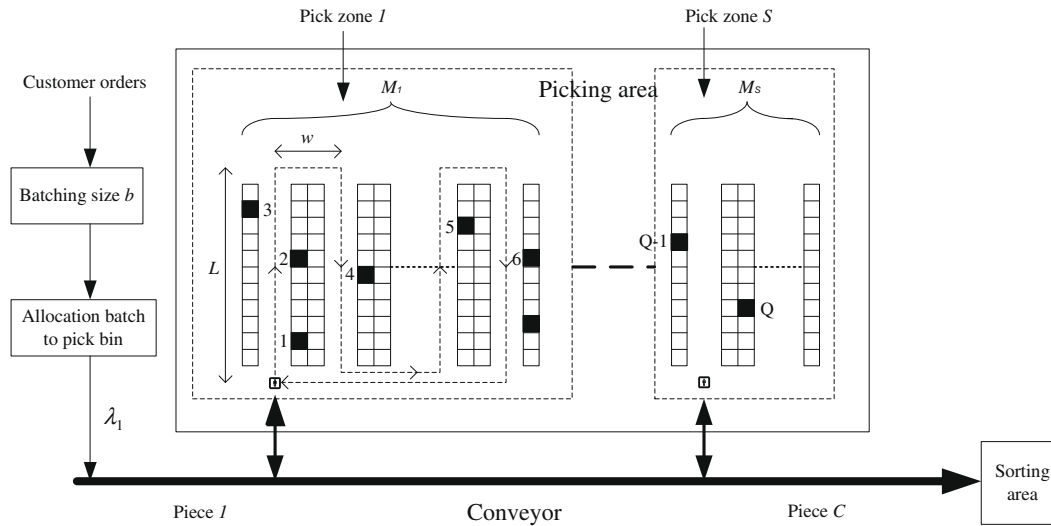 Pick zone 1
Pick zone S
Customer orders
Picking area
M₁
Mₛ
w
Batching size b
3
5
Q-1
2
6
4
L
Q
Allocation batch
to pick bin
1
λ₁
Sorting
area
Piece 1
Conveyor
Piece C